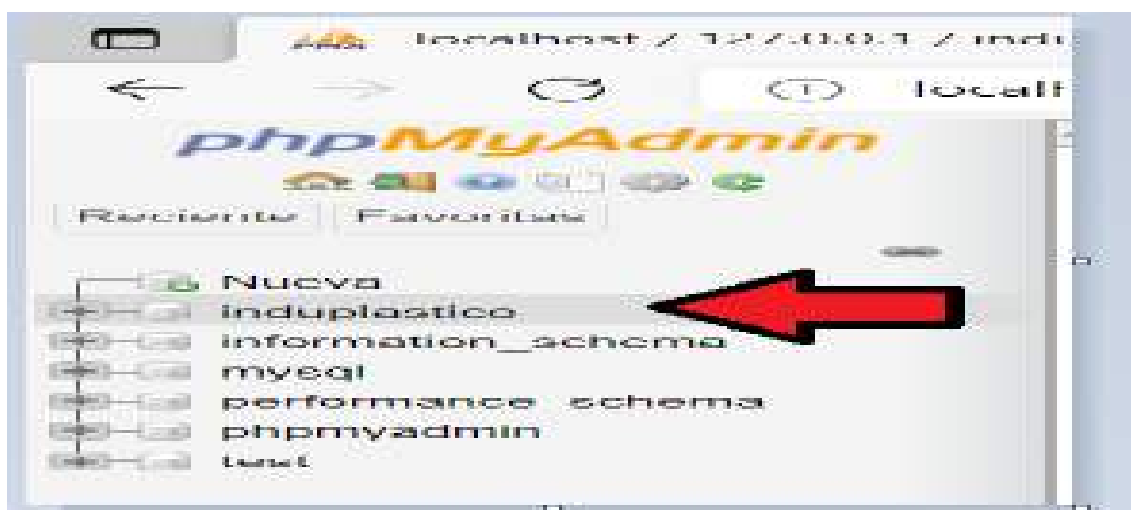 localhost / 127.0.0.1 / indu
localh
phpMyAdmin
Reciente Favoritas
Nueva
induplastico
information_schema
mysql
performance_schema
phpmyadmin
test